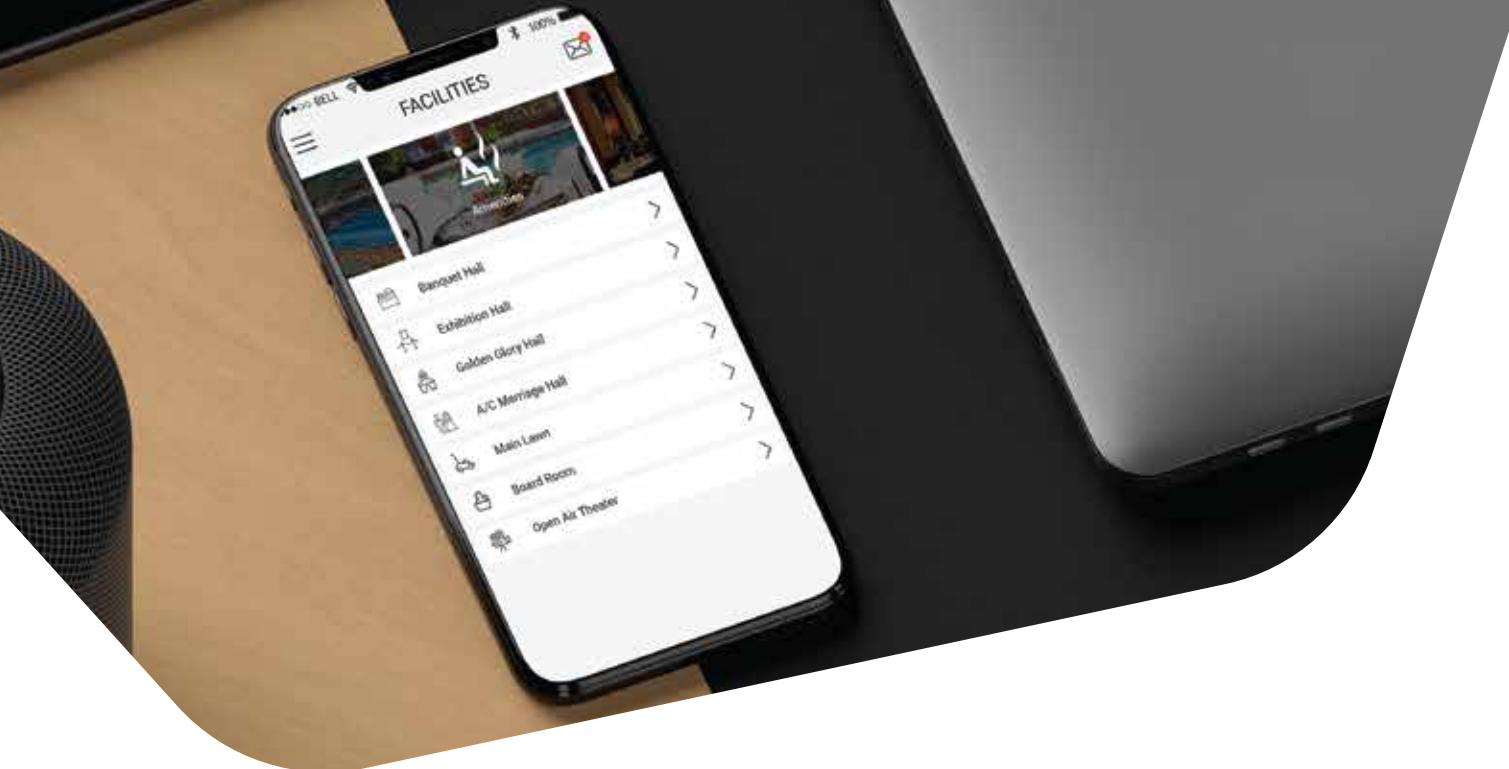 BELL
100%
FACILITIES
Amenities
Banquet Hall
Exhibition Hall
Golden Glory Hall
A/C Merriage Hall
Main Lawn
Board Room
Open Air Theater